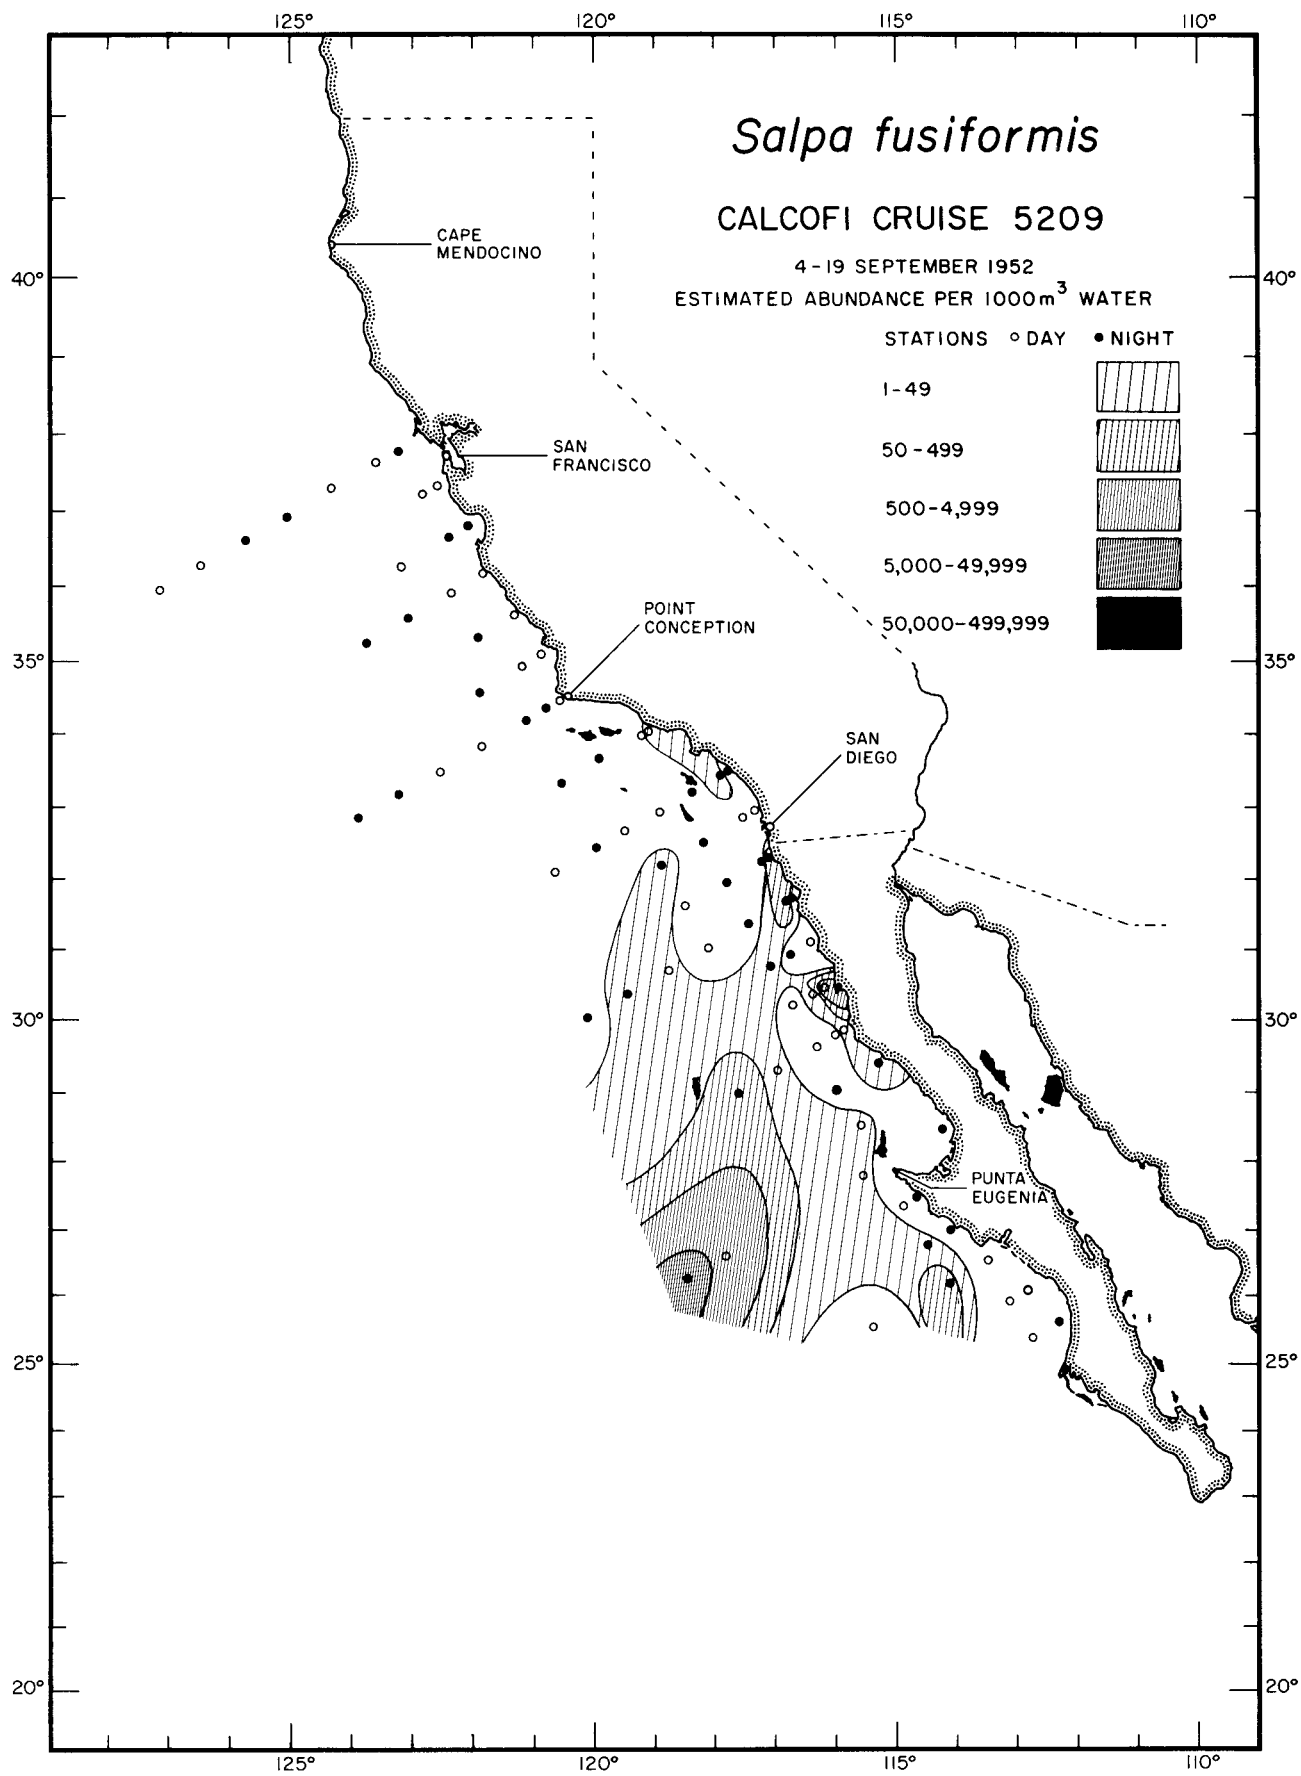 125° 120° 115° 110°
Salpa fusiformis
CALCOFI CRUISE 5209
4-19 SEPTEMBER 1952
ESTIMATED ABUNDANCE PER 1000m³ WATER
STATIONS ○ DAY ● NIGHT
1-49
50-499
500-4,999
5,000-49,999
50,000-499,999
CAPE
MENDOCINO
40° 40°
SAN
FRANCISCO
POINT
CONCEPTION
35° 35°
SAN
DIEGO
30° 30°
PUNTA
EUGENIA
25° 25°
20° 20°
125° 120° 115° 110°